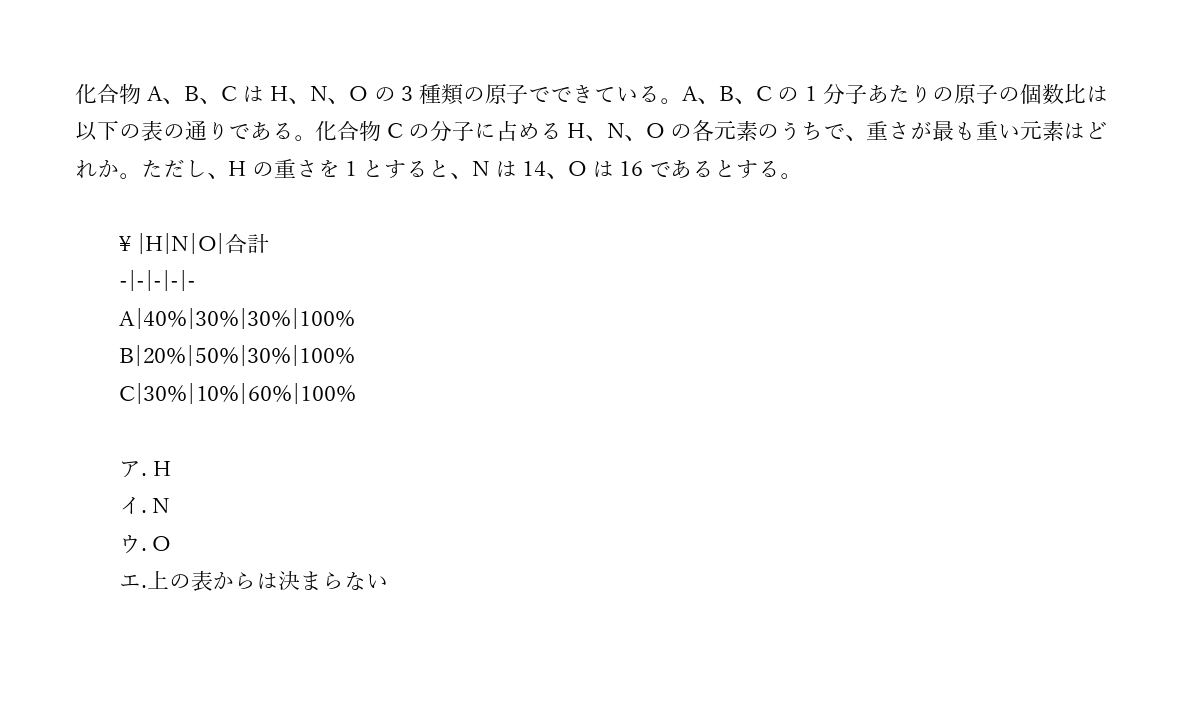 化合物 A、B、C は H、N、O の 3 種類の原子でできている。A、B、C の 1 分子あたりの原子の個数比は
以下の表の通りである。化合物 C の分子に占める H、N、O の各元素のうちで、重さが最も重い元素はど
れか。ただし、H の重さを 1 とすると、N は 14、O は 16 であるとする。
¥ |H|N|O|合計
-|-|-|-|-
A|40%|30%|30%|100%
B|20%|50%|30%|100%
C|30%|10%|60%|100%
ア. H
イ. N
ウ. O
エ.上の表からは決まらない